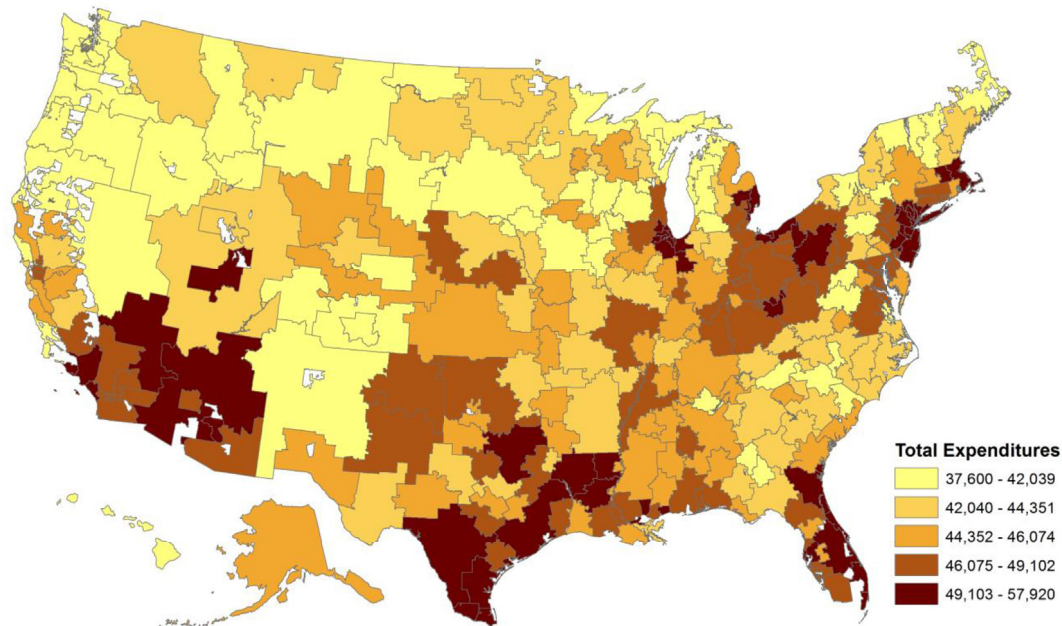 Total Expenditures
37,600 - 42,039
42,040 - 44,351
44,352 - 46,074
46,075 - 49,102
49,103 - 57,920